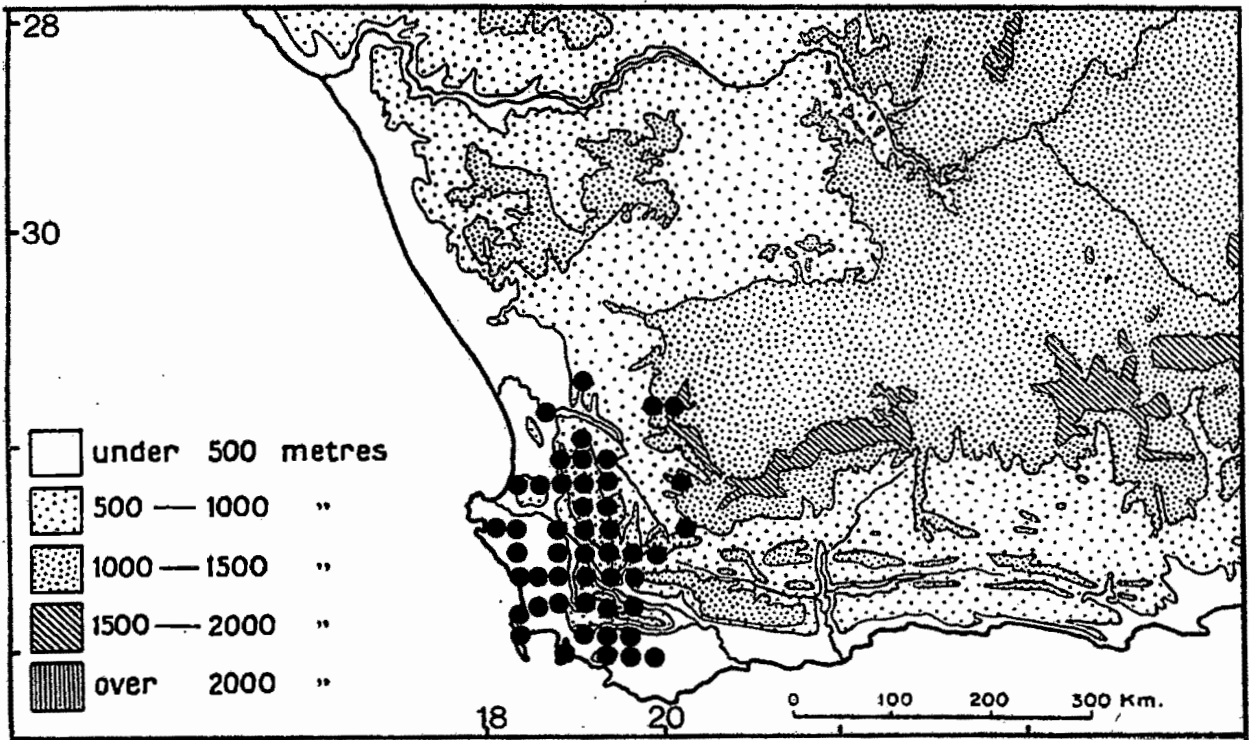 28
30
under 500 metres
500 — 1000 "
1000 — 1500 "
1500 — 2000 "
over 2000 "
18
20
0 100 200 300 Km.